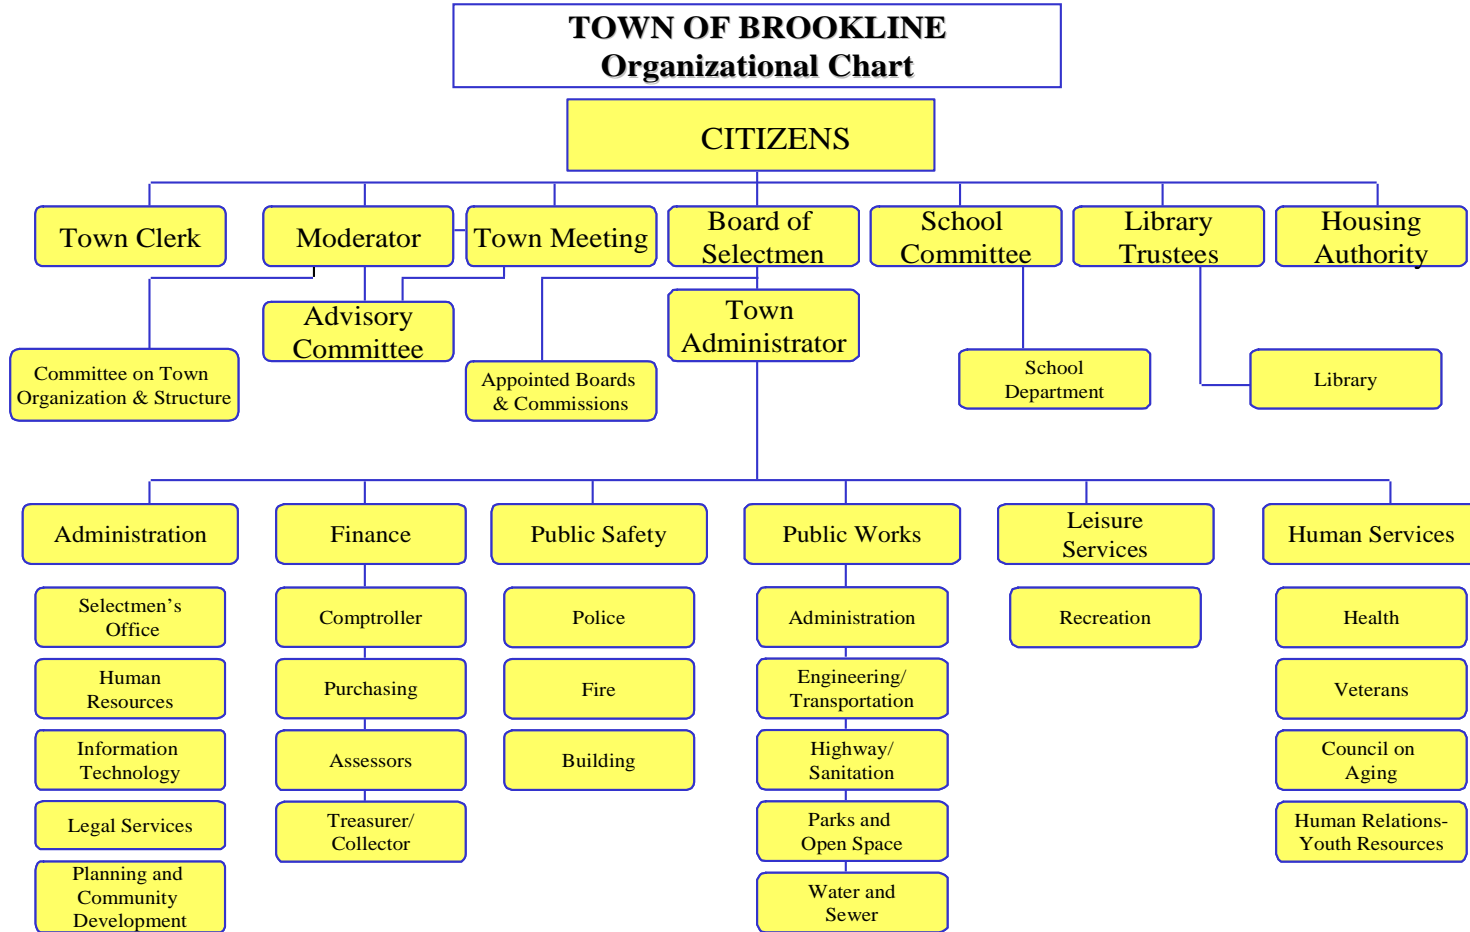 TOWN OF BROOKLINE
Organizational Chart
CITIZENS
Town Clerk
Moderator
Town Meeting
Board of
Selectmen
School
Committee
Library
Trustees
Housing
Authority
Advisory
Committee
Town
Administrator
Committee on Town
Organization & Structure
Appointed Boards
& Commissions
School
Department
Library
Administration
Finance
Public Safety
Public Works
Leisure
Services
Human Services
Selectmen's
Office
Human
Resources
Information
Technology
Legal Services
Planning and
Community
Development
Comptroller
Purchasing
Assessors
Treasurer/
Collector
Police
Fire
Building
Administration
Engineering/
Transportation
Highway/
Sanitation
Parks and
Open Space
Water and
Sewer
Recreation
Health
Veterans
Council on
Aging
Human Relations-
Youth Resources